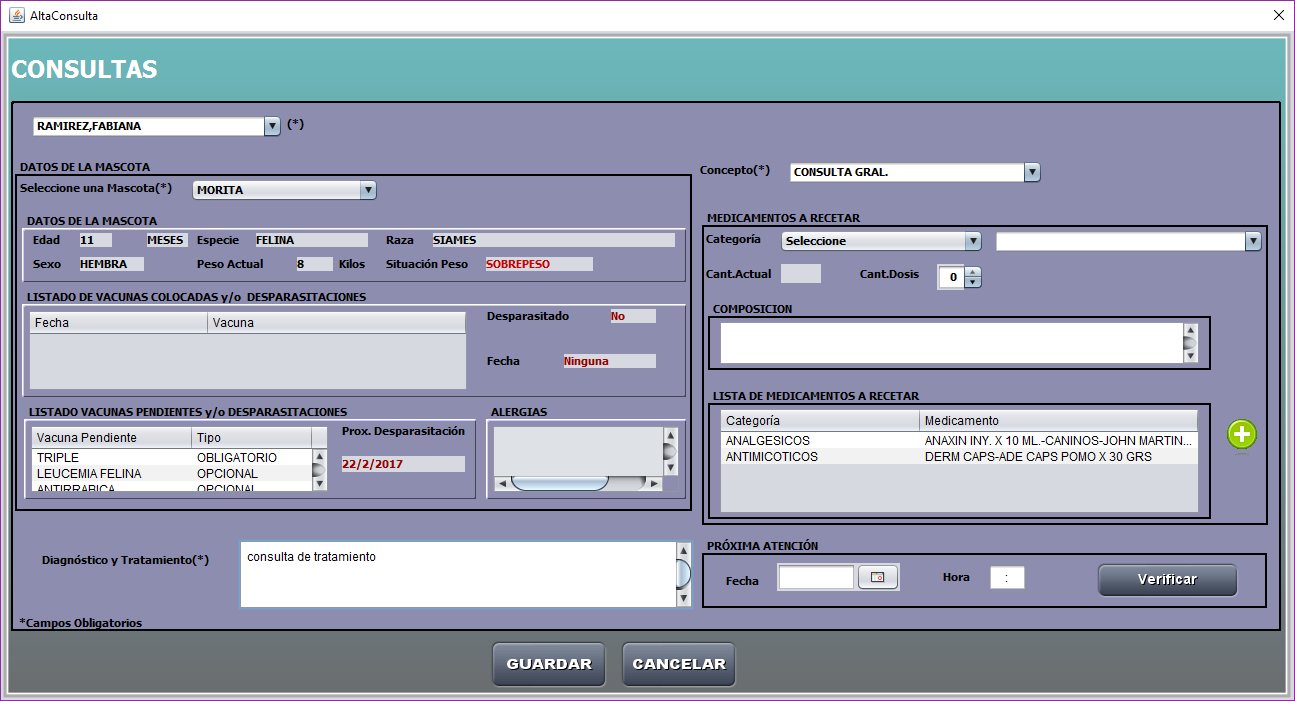 AltaConsulta
CONSULTAS
RAMIREZ,FABIANA (*)
DATOS DE LA MASCOTA
Seleccione una Mascota(*) MORITA
DATOS DE LA MASCOTA
Edad 11 MESES Especie FELINA Raza SIAMES
Sexo HEMBRA Peso Actual 8 Kilos Situación Peso SOBREPESO
LISTADO DE VACUNAS COLOCADAS y/o DESPARASITACIONES
Fecha Vacuna
Desparasitado No
Fecha Ninguna
LISTADO VACUNAS PENDIENTES y/o DESPARASITACIONES
Vacuna Pendiente Tipo
TRIPLE OBLIGATORIO
LEUCEMIA FELINA OPCIONAL
ANTIRRABICA OPCIONAL
Prox. Desparasitación
22/2/2017
ALERGIAS
Diagnóstico y Tratamiento(*) consulta de tratamiento
*Campos Obligatorios
Concepto(*) CONSULTA GRAL.
MEDICAMENTOS A RECETAR
Categoría Seleccione
Cant.Actual Cant.Dosis 0
COMPOSICION
LISTA DE MEDICAMENTOS A RECETAR
Categoría Medicamento
ANALGESICOS ANAXIN INY. X 10 ML.-CANINOS-JOHN MARTIN...
ANTIMICOTICOS DERM CAPS-ADE CAPS POMO X 30 GRS
PRÓXIMA ATENCIÓN
Fecha Hora : Verificar
GUARDAR CANCELAR